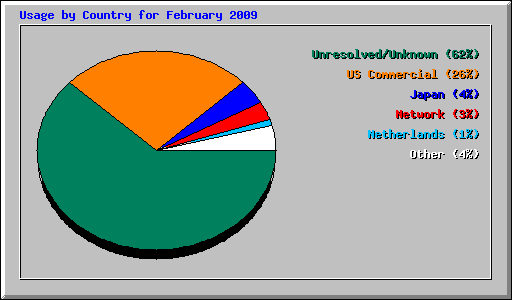 Usage by Country for February 2009
Unresolved/Unknown (62%)
US Commercial (26%)
Japan (4%)
Network (3%)
Netherlands (1%)
Other (4%)